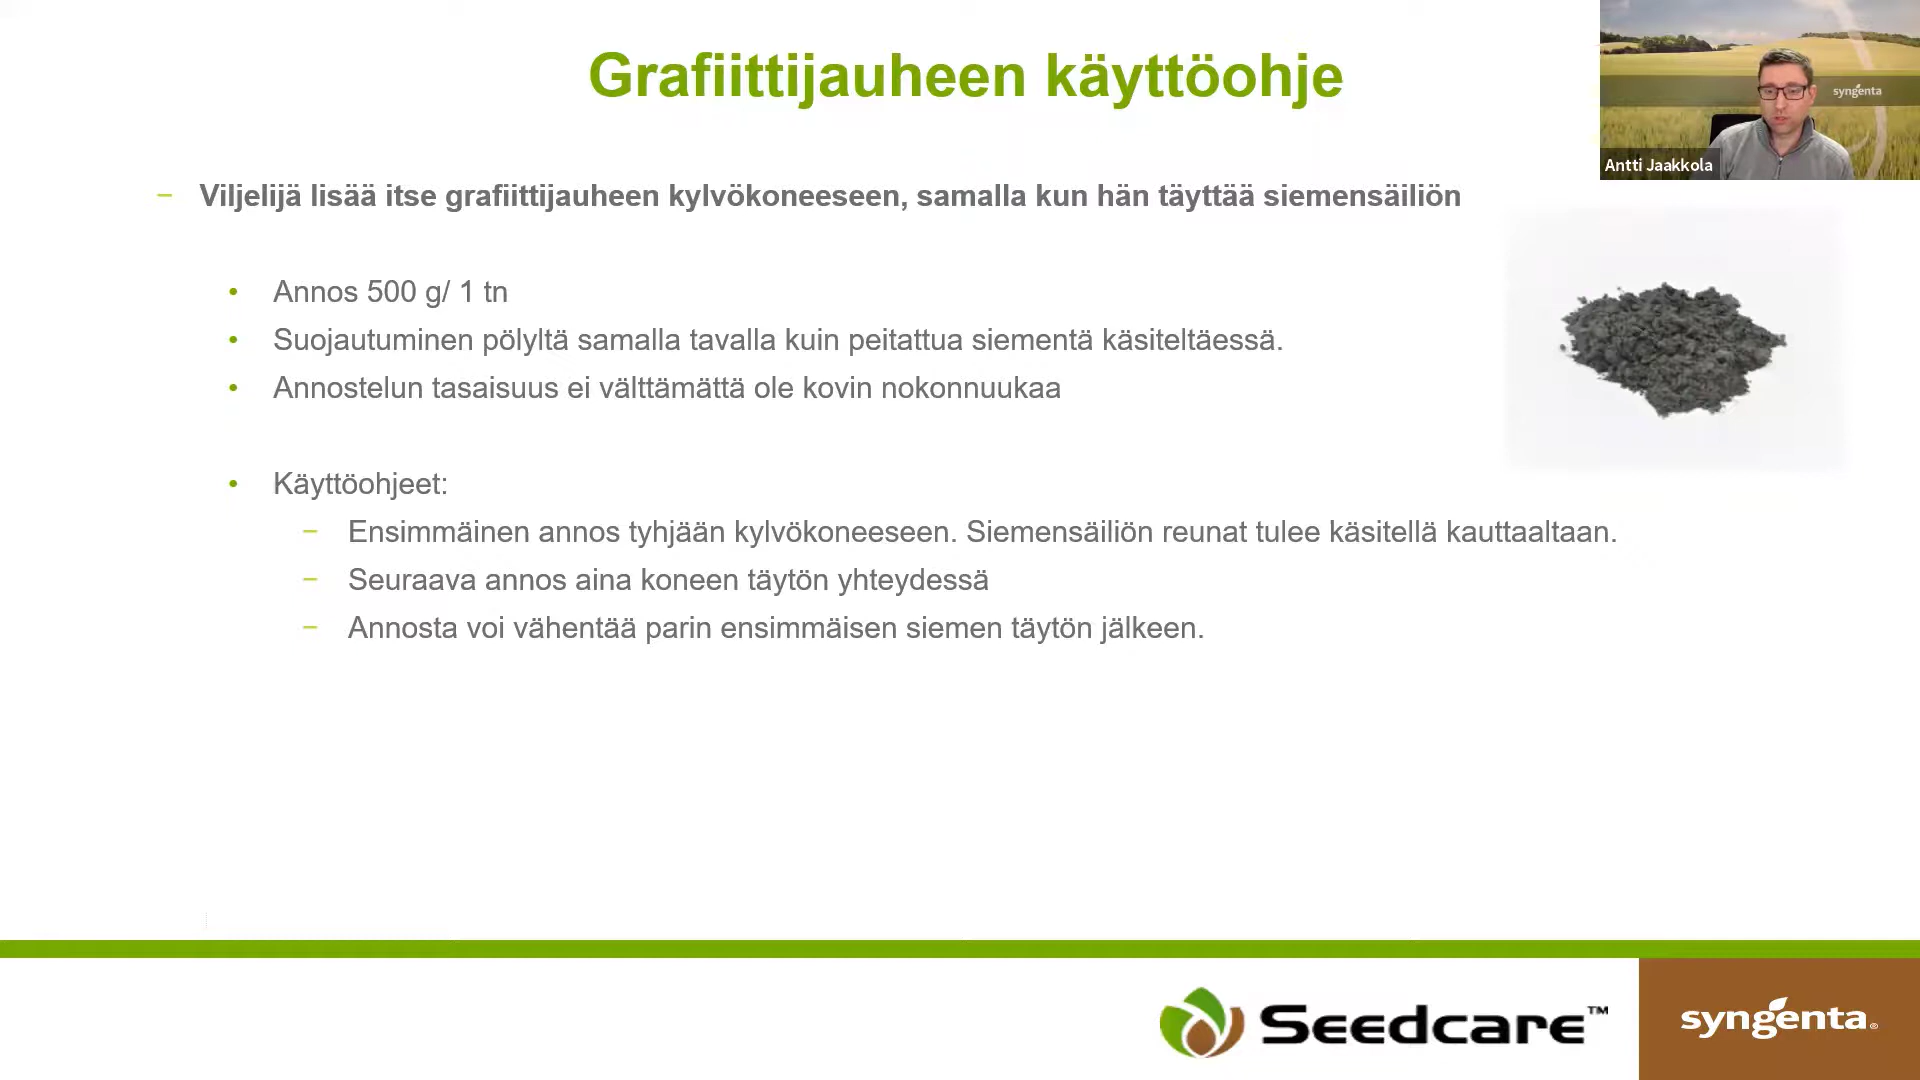 Grafiittijauheen käyttöohje
syngenta
Antti Jaakkola
– Viljelijä lisää itse grafiittijauheen kylvökoneeseen, samalla kun hän täyttää siemensäiliön
• Annos 500 g/ 1 tn
• Suojautuminen pölyltä samalla tavalla kuin peitattua siementä käsiteltäessä.
• Annostelun tasaisuus ei välttämättä ole kovin nokonnuukaa
• Käyttöohjeet:
– Ensimmäinen annos tyhjään kylvökoneeseen. Siemensäiliön reunat tulee käsitellä kauttaaltaan.
– Seuraava annos aina koneen täytön yhteydessä
– Annosta voi vähentää parin ensimmäisen siemen täytön jälkeen.
Seedcare™
syngenta®